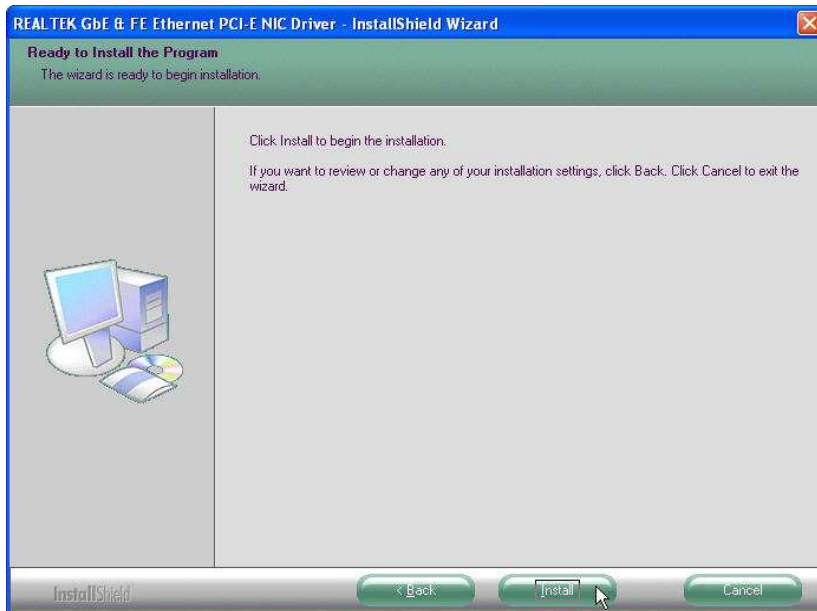 REALTEK GbE & FE Ethernet PCI-E NIC Driver - InstallShield Wizard
Ready to Install the Program
The wizard is ready to begin installation.
Click Install to begin the installation.
If you want to review or change any of your installation settings, click Back. Click Cancel to exit the
wizard.
InstallShield
< Back
Install
Cancel